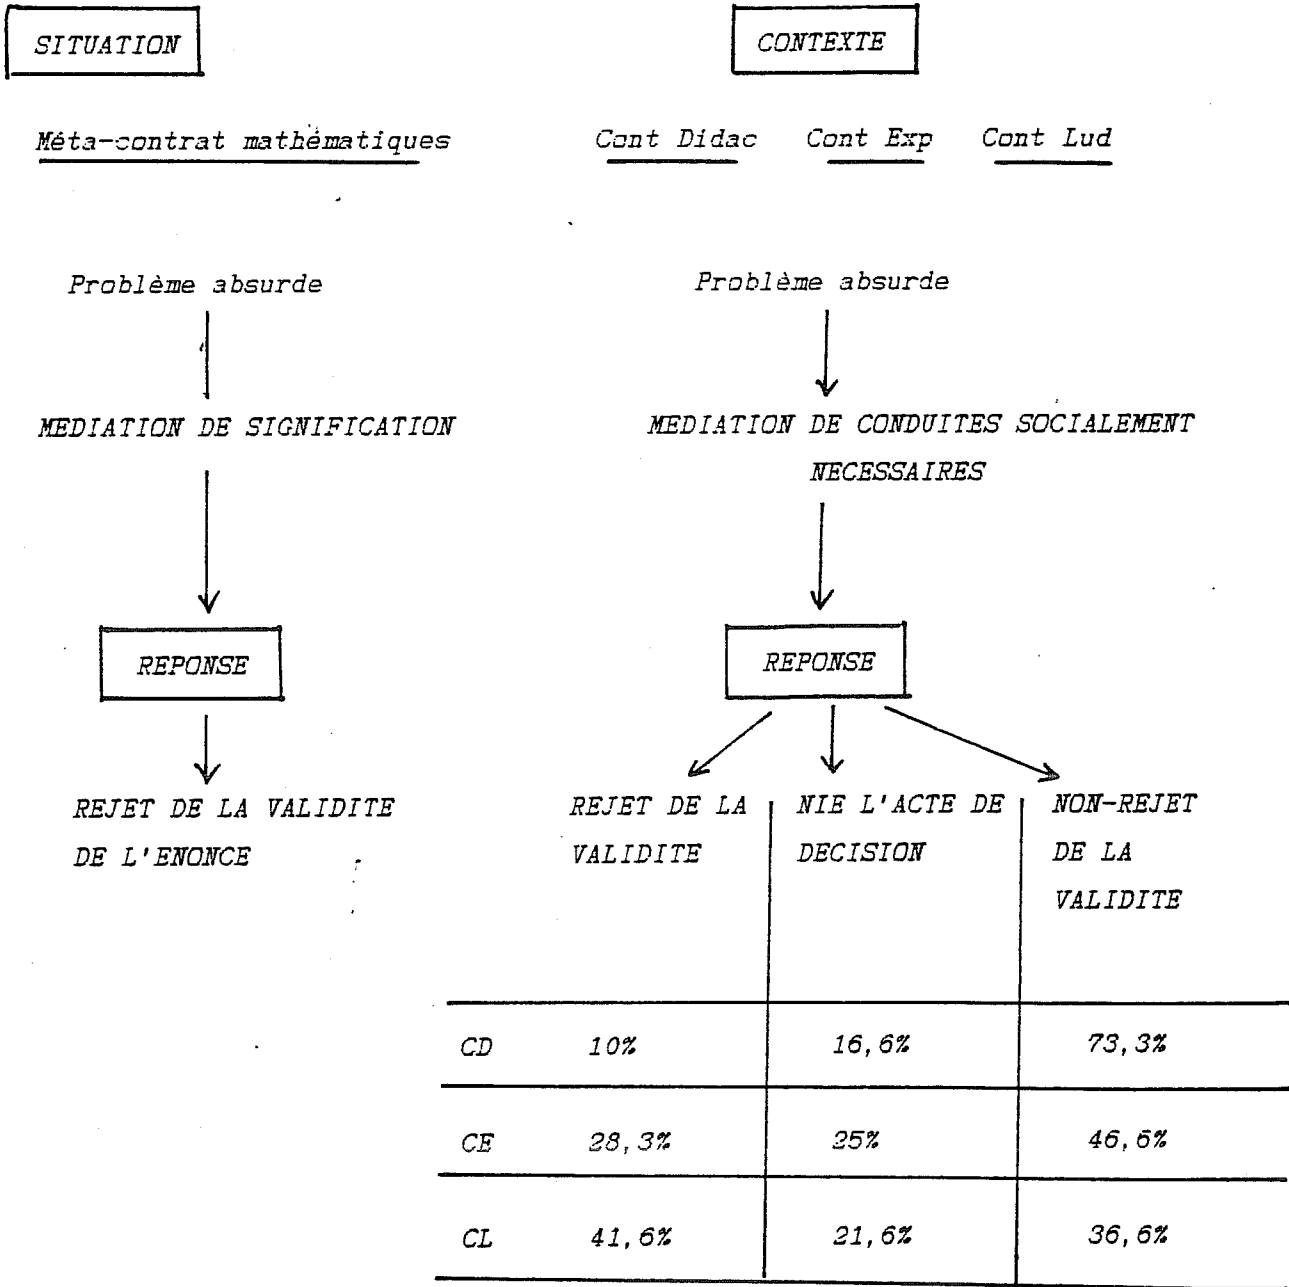 SITUATION
CONTEXTE
Méta-contrat mathématiques
Cont Didac Cont Exp Cont Lud
Problème absurde
Problème absurde
MEDIATION DE SIGNIFICATION
MEDIATION DE CONDUITES SOCIALEMENT
NECESSAIRES
REPONSE
REPONSE
REJET DE LA VALIDITE
DE L'ENONCE
REJET DE LA
VALIDITE
NIE L'ACTE DE
DECISION
NON-REJET
DE LA
VALIDITE
CD 10% 16,6% 73,3%
CE 28,3% 25% 46,6%
CL 41,6% 21,6% 36,6%